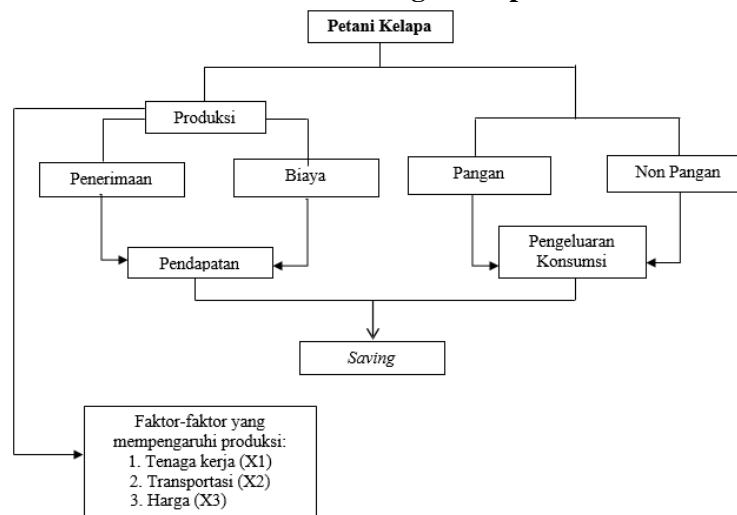 Petani Kelapa
Produksi
Penerimaan
Biaya
Pangan
Non Pangan
Pendapatan
Pengeluaran
Konsumsi
Saving
Faktor-faktor yang
mempengaruhi produksi:
1. Tenaga kerja (X1)
2. Transportasi (X2)
3. Harga (X3)